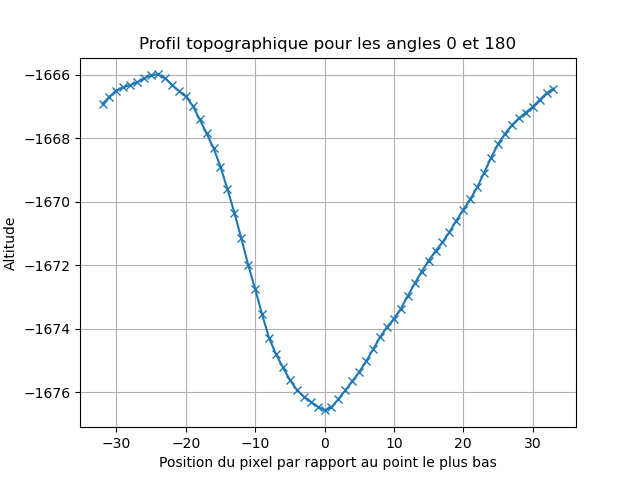 Profil topographique pour les angles 0 et 180
Altitude
−1666
−1668
−1670
−1672
−1674
−1676
−30 −20 −10 0 10 20 30
Position du pixel par rapport au point le plus bas